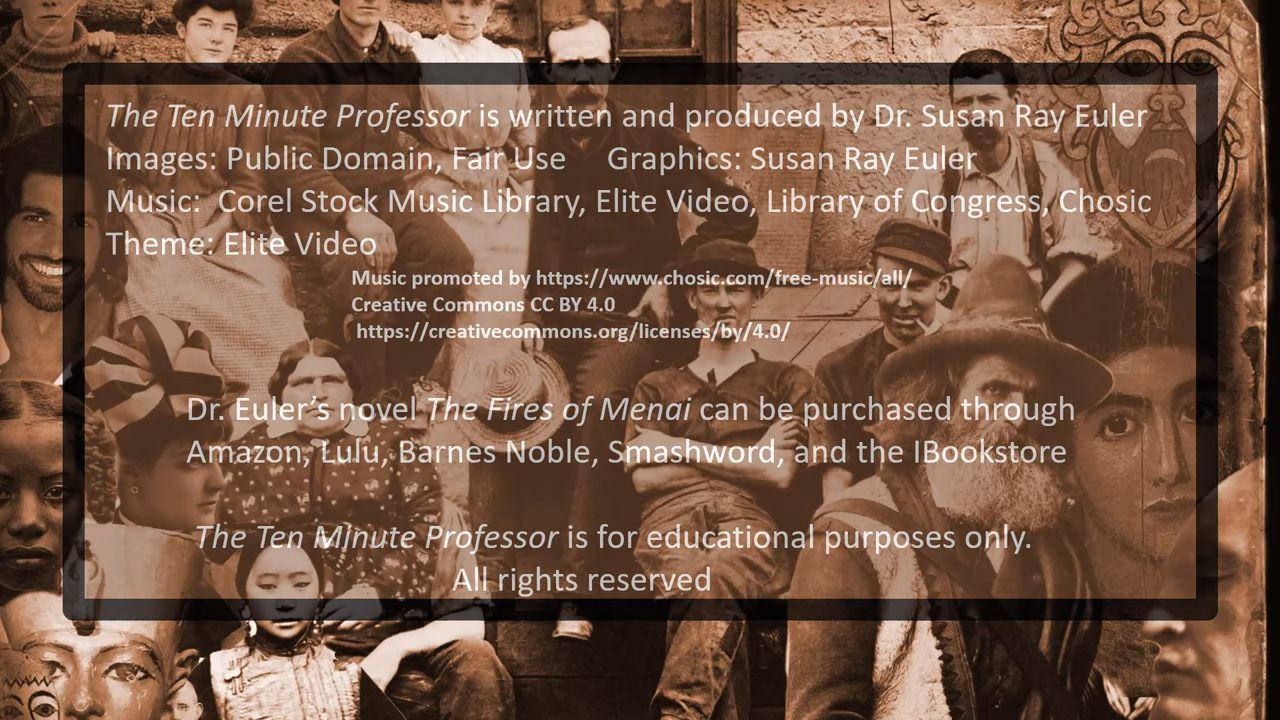 The Ten Minute Professor is written and produced by Dr. Susan Ray Euler
Images: Public Domain, Fair Use Graphics: Susan Ray Euler
Music: Corel Stock Music Library, Elite Video, Library of Congress, Chosic
Theme: Elite Video
Music promoted by https://www.chosic.com/free-music/all/
Creative Commons CC BY 4.0
https://creativecommons.org/licenses/by/4.0/
Dr. Euler’s novel The Fires of Menai can be purchased through
Amazon, Lulu, Barnes Noble, Smashword, and the IBookstore
The Ten Minute Professor is for educational purposes only.
All rights reserved